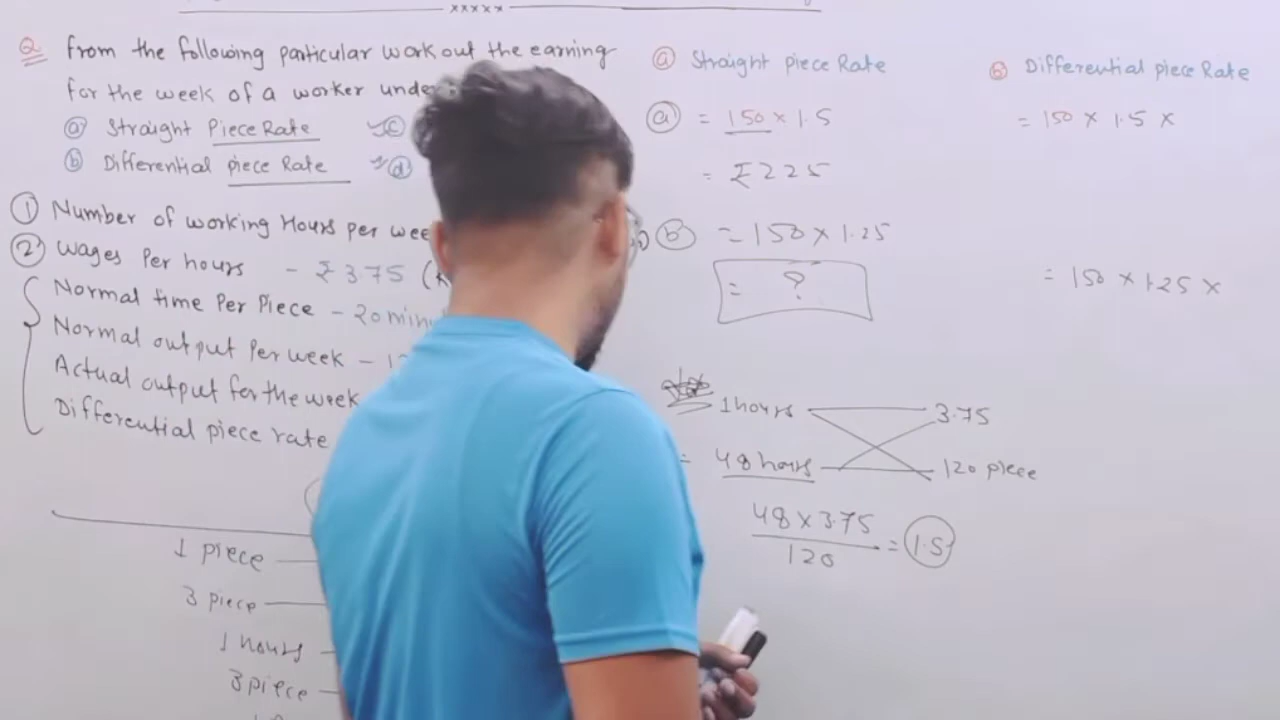 xxxxx
Q from the following particular work out the earning
for the week of a worker under
ⓐ Straight Piece Rate ⓒ
ⓑ Differential piece Rate ⓓ
① Number of working Hours per wee
② Wages Per hours - ₹3.75
Normal time Per Piece - 20 minu
Normal output Per week - 1
Actual output for the week
Differential piece rate
1 piece
3 piece
1 hours
3 piece
ⓐ Straight piece Rate
ⓐ = 150 × 1.5
= ₹225
ⓑ = 150 × 1.25
= ?
1 hours 3.75
= 48 hours 120 piece
48 × 3.75
120
= 1.5
ⓑ Differential piece Rate
= 150 × 1.5 ×
= 150 × 1.25 ×